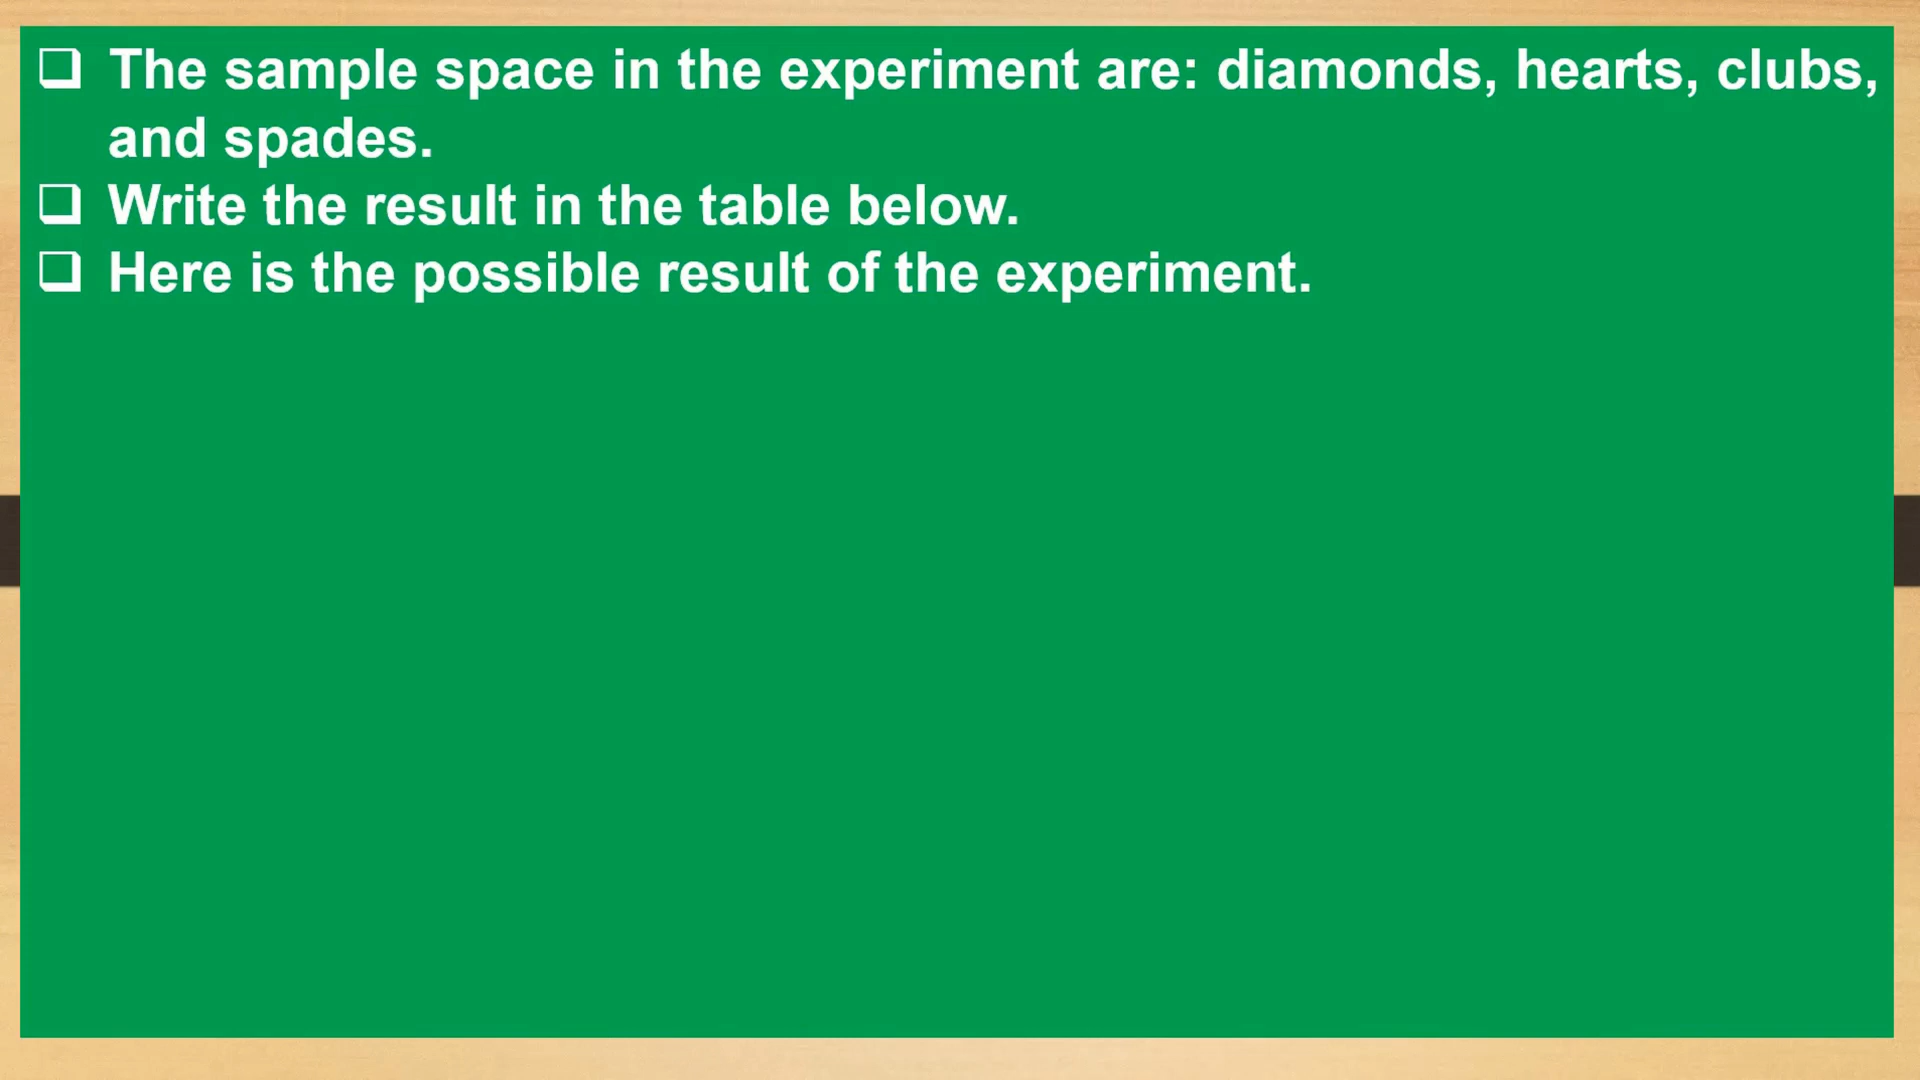 ❑ The sample space in the experiment are: diamonds, hearts, clubs,
and spades.
❑ Write the result in the table below.
❑ Here is the possible result of the experiment.